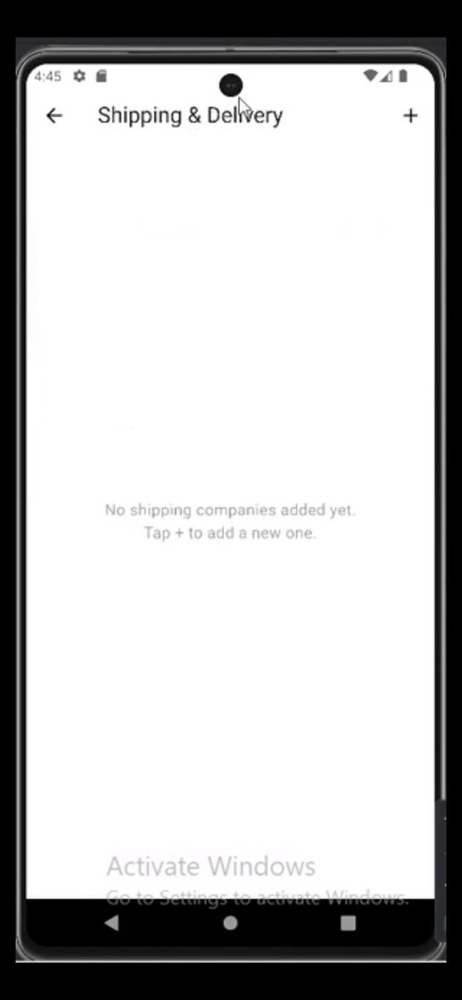 4:45
Shipping & Delivery
No shipping companies added yet.
Tap + to add a new one.
Activate Windows
Go to Settings to activate Windows.